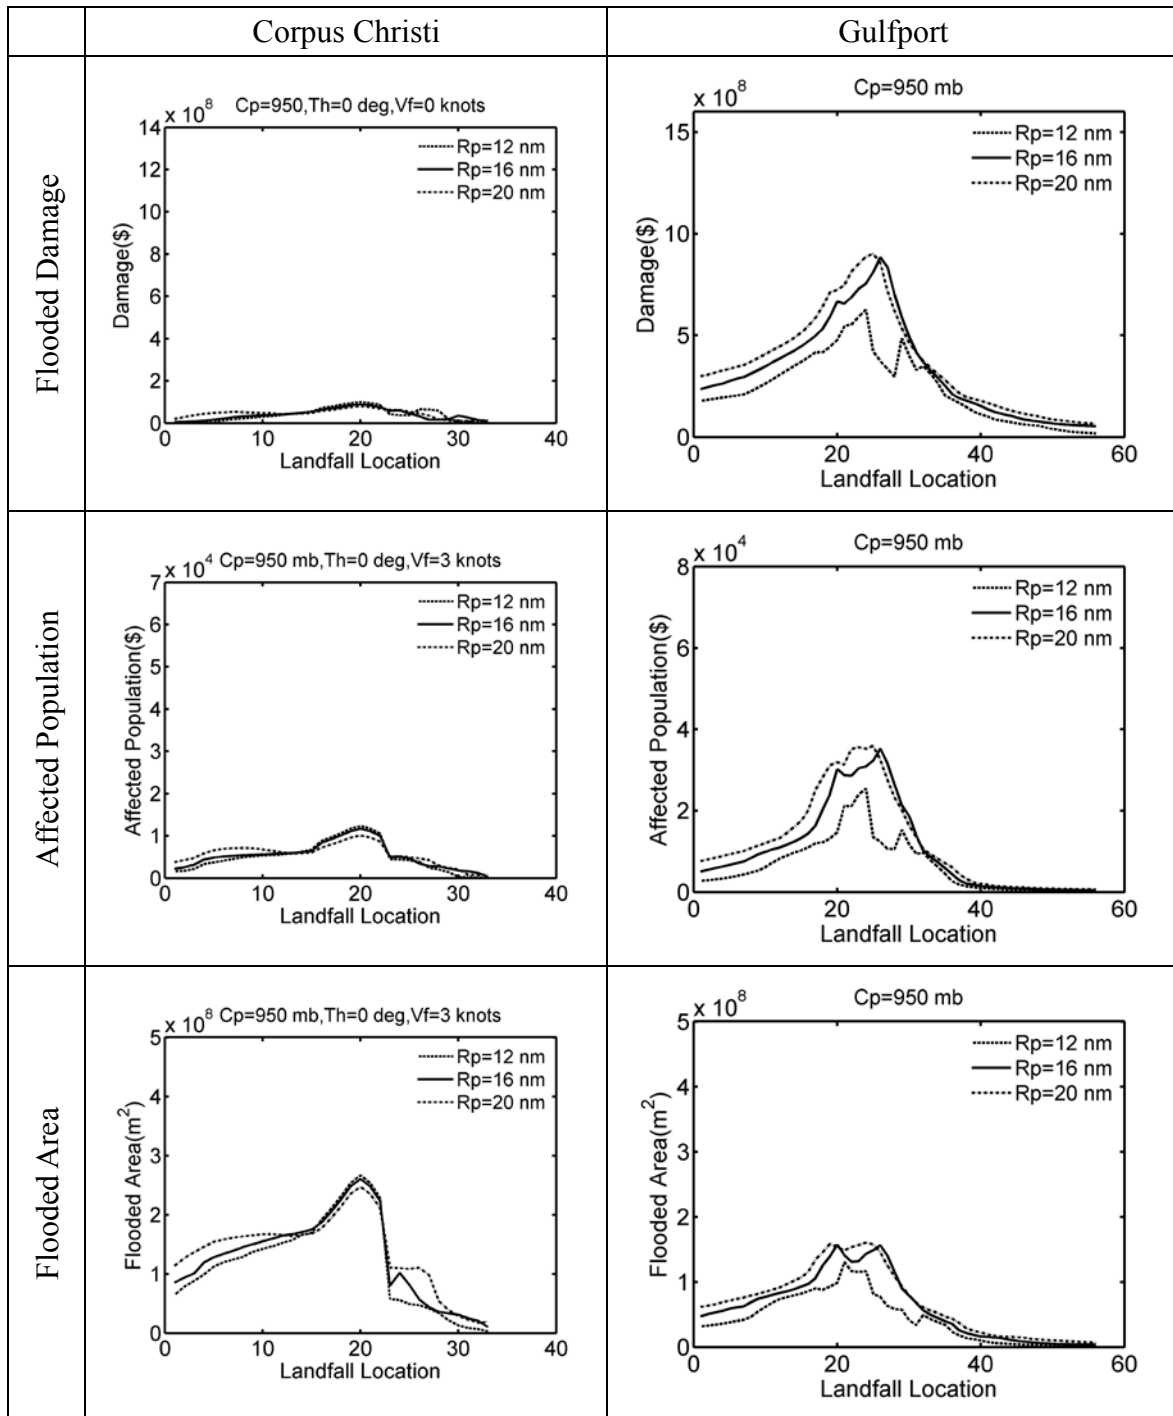 Corpus Christi
Gulfport
Flooded Damage
x 10^8 Cp=950,Th=0 deg,Vf=0 knots
14
12
10
8
6
4
2
0
Damage($)
Rp=12 nm
Rp=16 nm
Rp=20 nm
0 10 20 30 40
Landfall Location
x 10^8 Cp=950 mb
15
10
5
0
Damage($)
Rp=12 nm
Rp=16 nm
Rp=20 nm
0 20 40 60
Landfall Location
Affected Population
x 10^4 Cp=950 mb,Th=0 deg,Vf=3 knots
7
6
5
4
3
2
1
0
Affected Population($)
Rp=12 nm
Rp=16 nm
Rp=20 nm
0 10 20 30 40
Landfall Location
x 10^4 Cp=950 mb
8
6
4
2
0
Affected Population($)
Rp=12 nm
Rp=16 nm
Rp=20 nm
0 20 40 60
Landfall Location
Flooded Area
x 10^8 Cp=950 mb,Th=0 deg,Vf=3 knots
5
4
3
2
1
0
Flooded Area(m^2)
Rp=12 nm
Rp=16 nm
Rp=20 nm
0 10 20 30 40
Landfall Location
x 10^8 Cp=950 mb
5
4
3
2
1
0
Flooded Area(m^2)
Rp=12 nm
Rp=16 nm
Rp=20 nm
0 20 40 60
Landfall Location